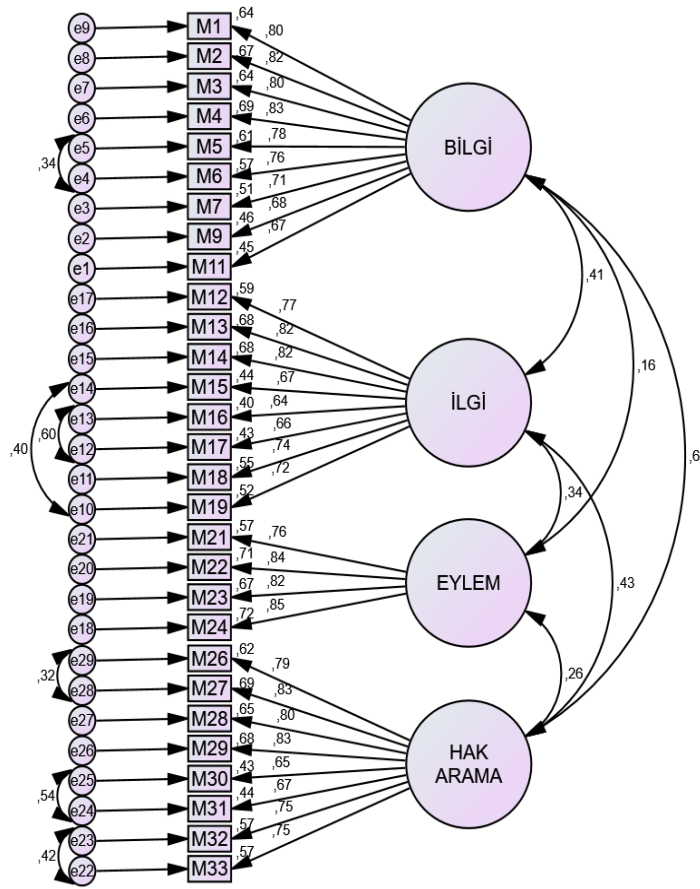 e9 M1 ,64 ,80
e8 M2 ,67 ,82
e7 M3 ,64 ,80
e6 M4 ,69 ,83
e5 M5 ,61 ,78
,34
e4 M6 ,57 ,76
e3 M7 ,51 ,71
e2 M9 ,46 ,68
e1 M11 ,45 ,67
BİLGİ
e17 M12 ,59 ,77
e16 M13 ,68 ,82
e15 M14 ,68 ,82
e14 M15 ,44 ,67
e13 M16 ,40 ,64
,60
,40
e12 M17 ,43 ,66
e11 M18 ,55 ,74
e10 M19 ,52 ,72
İLGİ
e21 M21 ,57 ,76
e20 M22 ,71 ,84
e19 M23 ,67 ,82
e18 M24 ,72 ,85
EYLEM
e29 M26 ,62 ,79
,32
e28 M27 ,69 ,83
e27 M28 ,65 ,80
e26 M29 ,68 ,83
e25 M30 ,43 ,65
,54
e24 M31 ,44 ,67
e23 M32 ,57 ,75
,42
e22 M33 ,57 ,75
HAK
ARAMA
,41
,16
,34
,43
,26